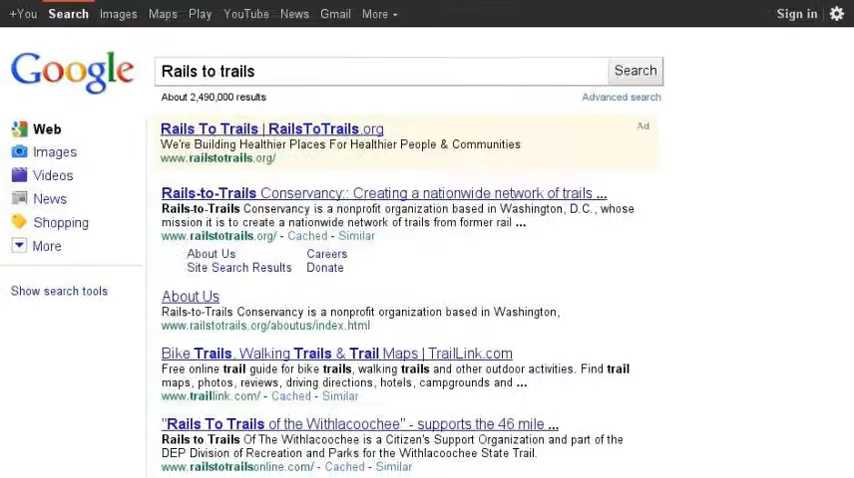 +You Search Images Maps Play YouTube News Gmail More Sign in
Google
Rails to trails Search
About 2,490,000 results Advanced search
Web
Images
Videos
News
Shopping
More
Show search tools
Rails To Trails | RailsToTrails.org Ad
We're Building Healthier Places For Healthier People & Communities
www.railstotrails.org/
Rails-to-Trails Conservancy:: Creating a nationwide network of trails ...
Rails-to-Trails Conservancy is a nonprofit organization based in Washington, D.C., whose
mission it is to create a nationwide network of trails from former rail ...
www.railstotrails.org/ - Cached - Similar
About Us Careers
Site Search Results Donate
About Us
Rails-to-Trails Conservancy is a nonprofit organization based in Washington,
www.railstotrails.org/aboutus/index.html
Bike Trails, Walking Trails & Trail Maps | TrailLink.com
Free online trail guide for bike trails, walking trails and other outdoor activities. Find trail
maps, photos, reviews, driving directions, hotels, campgrounds and ...
www.traillink.com/ - Cached - Similar
"Rails To Trails of the Withlacoochee" - supports the 46 mile ...
Rails to Trails Of The Withlacoochee is a Citizen's Support Organization and part of the
DEP Division of Recreation and Parks for the Withlacoochee State Trail.
www.railstotrailsonline.com/ - Cached - Similar